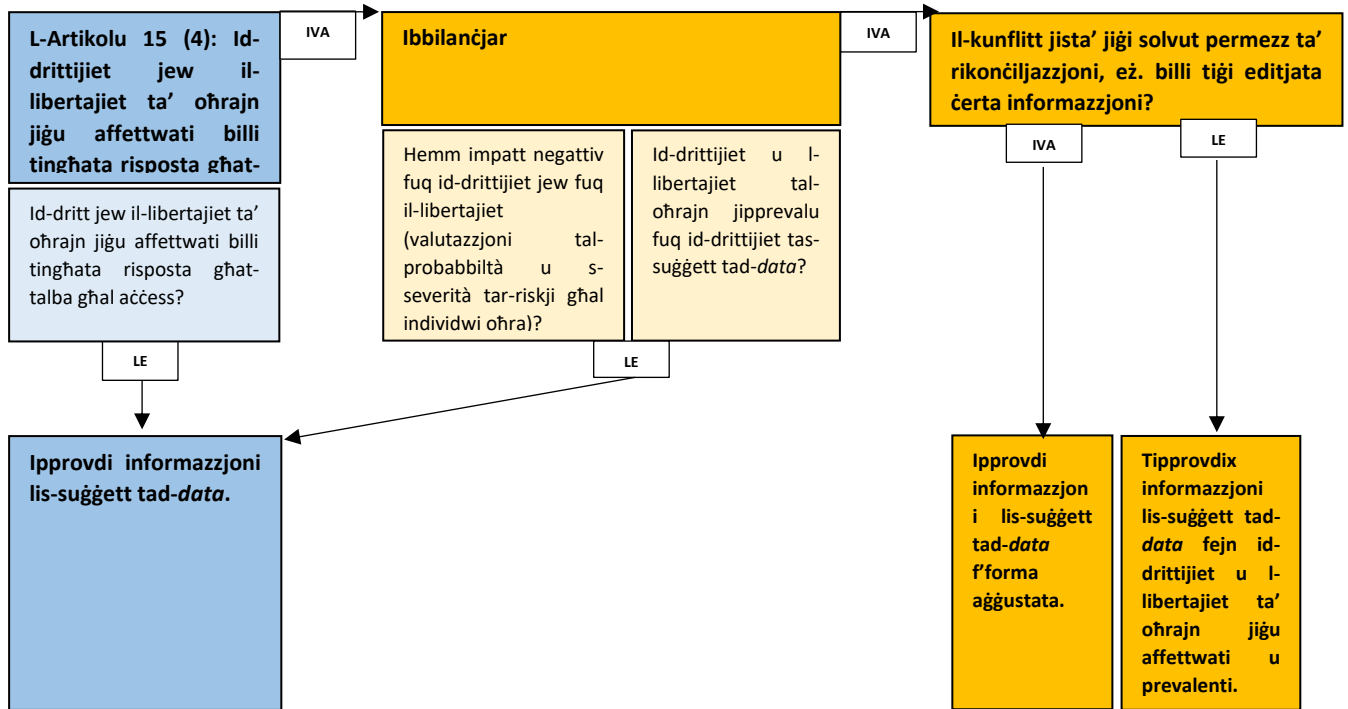 L-Artikolu 15 (4): Id-
drittijiet jew il-
libertajiet ta’ oħrajn
jiġu affettwati billi
tingħata risposta għat-
IVA
Id-dritt jew il-libertajiet ta’
oħrajn jiġu affettwati billi
tingħata risposta għat-
talba għal aċċess?
LE
Ipprovdi informazzjoni
lis-suġġett tad-data.
Ibbilanċjar
IVA
Hemm impatt negattiv
fuq id-drittijiet jew fuq
il-libertajiet
(valutazzjoni tal-
probabbiltà u s-
severità tar-riskji għal
individwi oħra)?
Id-drittijiet u l-
libertajiet tal-
oħrajn jipprevalu
fuq id-drittijiet tas-
suġġett tad-data?
LE
Il-kunflitt jista’ jiġi solvut permezz ta’
rikonċiljazzjoni, eż. billi tiġi editjata
ċerta informazzjoni?
IVA
LE
Ipprovdi
informazzjon
i lis-suġġett
tad-data
f’forma
aġġustata.
Tipprovdix
informazzjoni
lis-suġġett tad-
data fejn id-
drittijiet u l-
libertajiet ta’
oħrajn jiġu
affettwati u
prevalenti.